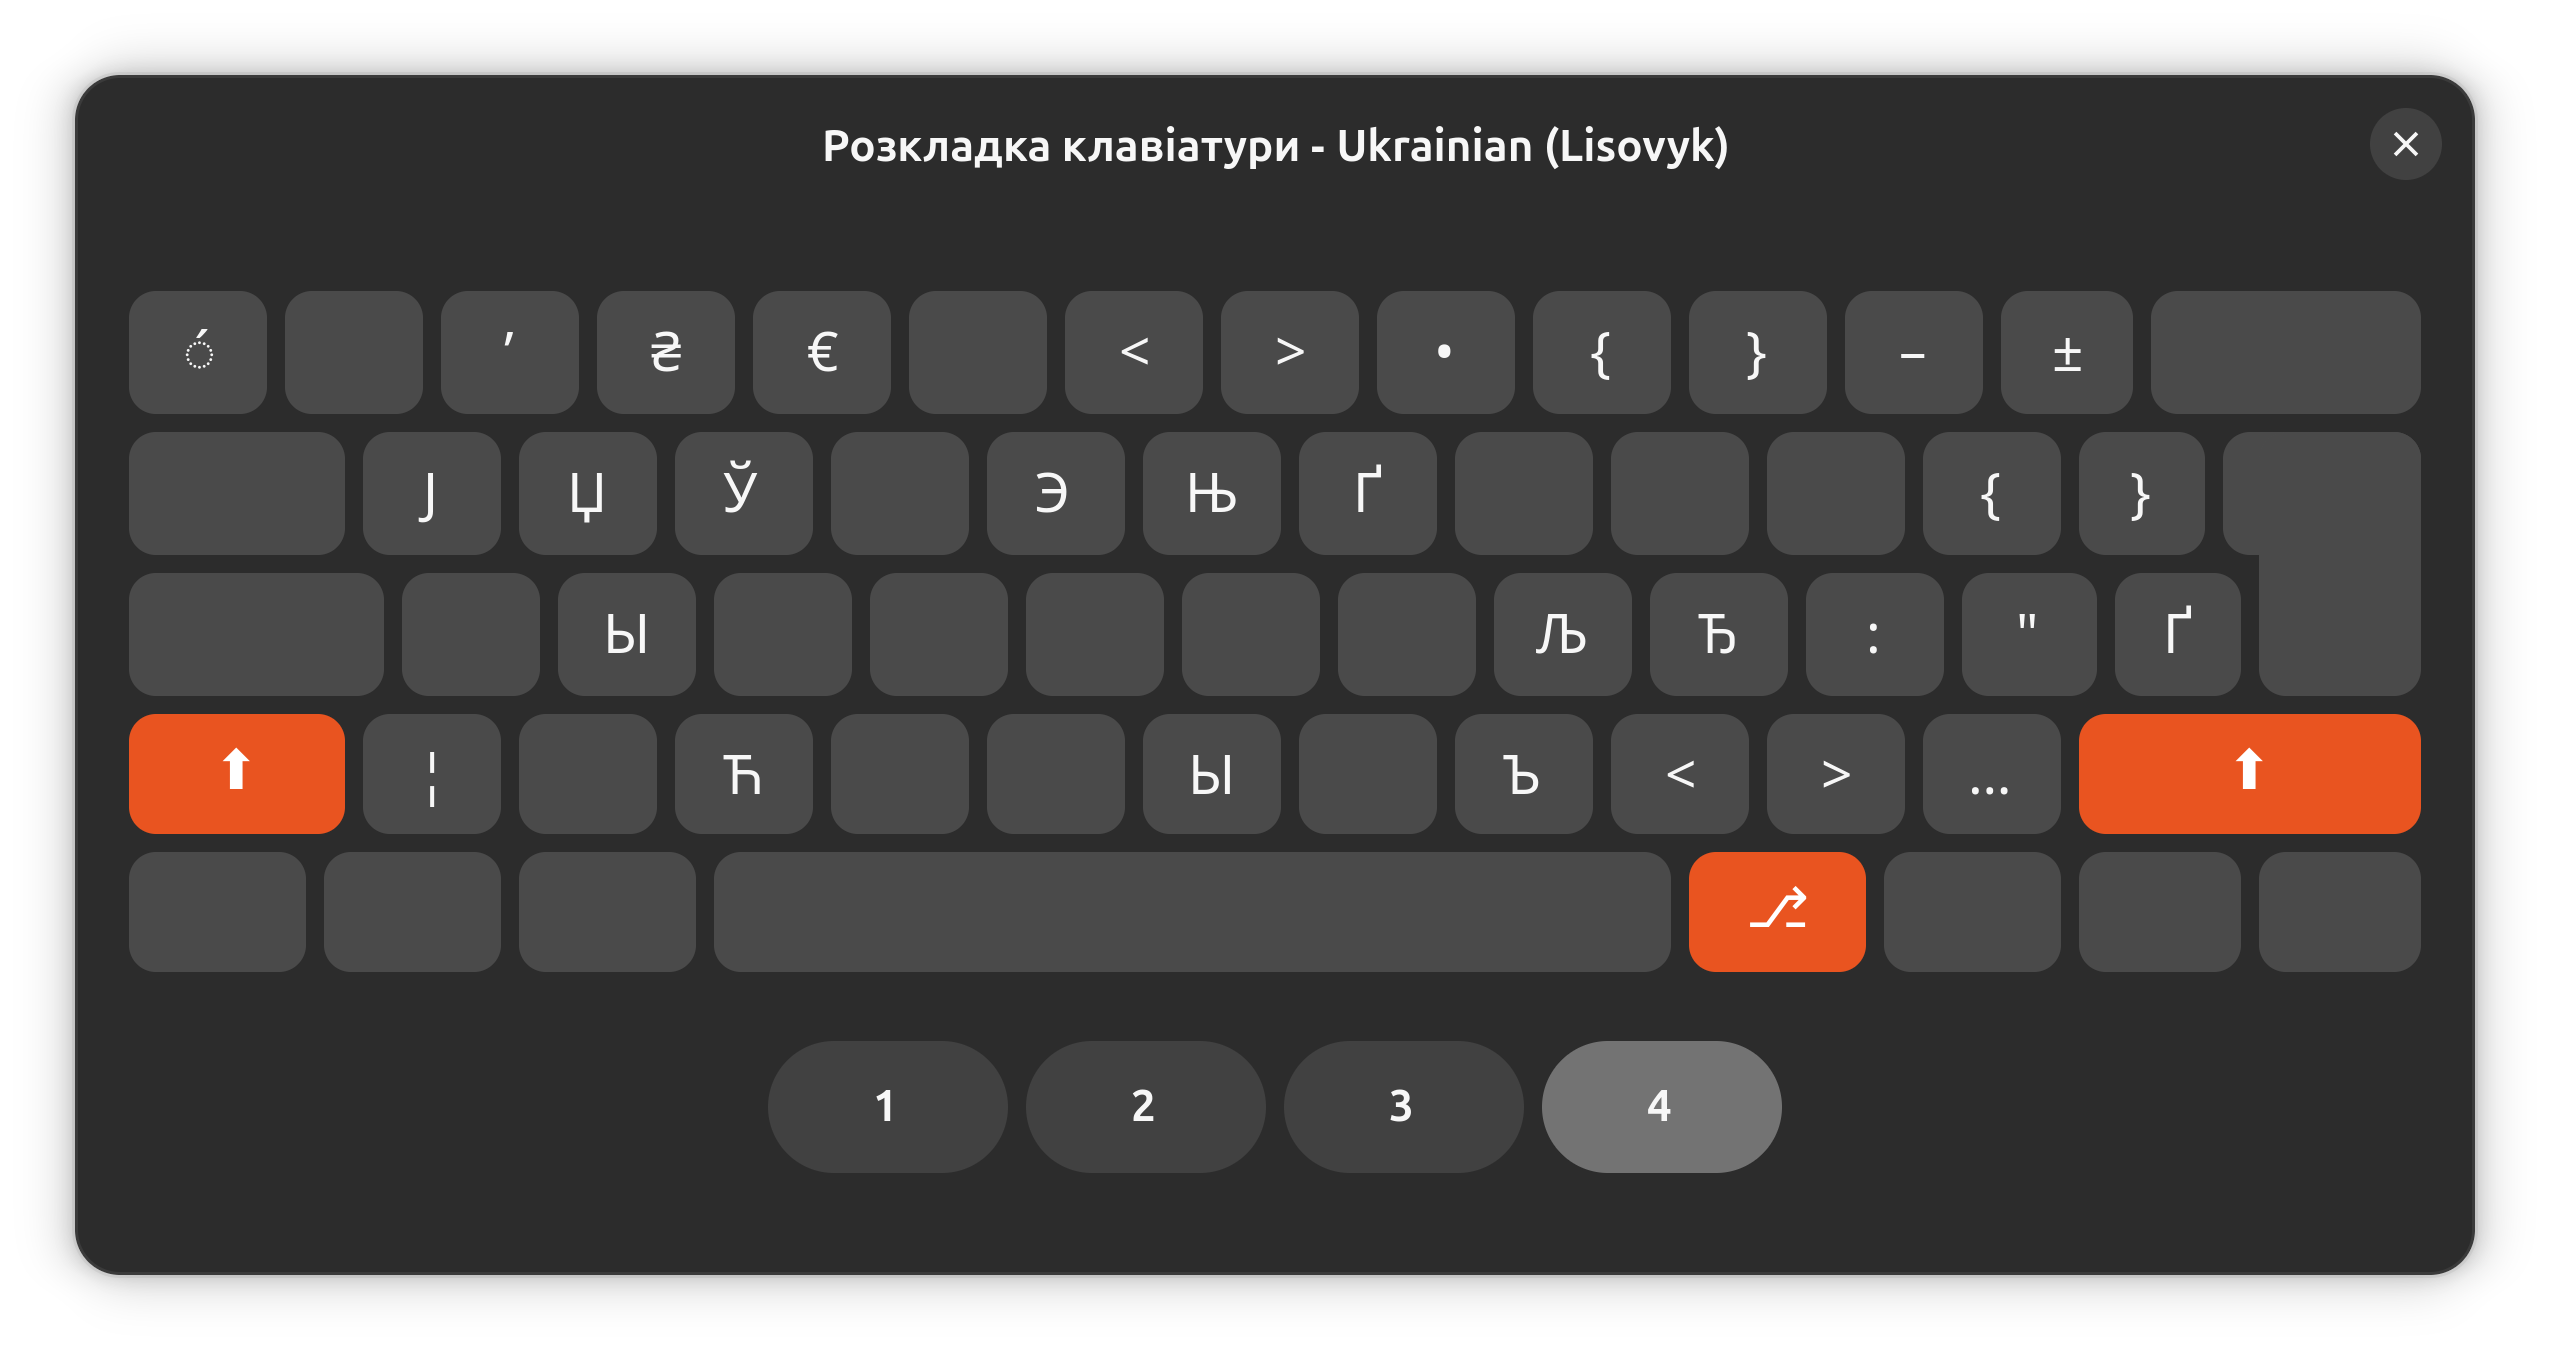 Розкладка клавіатури - Ukrainian (Lisovyk)
◌́ ’ ₴ € < > • { } – ±
Ј Џ Ў Э Њ Ґ { }
Ы Љ Ђ : " Ґ
⬆ ¦ Ћ Ы Ъ < > … ⬆
⎇
1 2 3 4